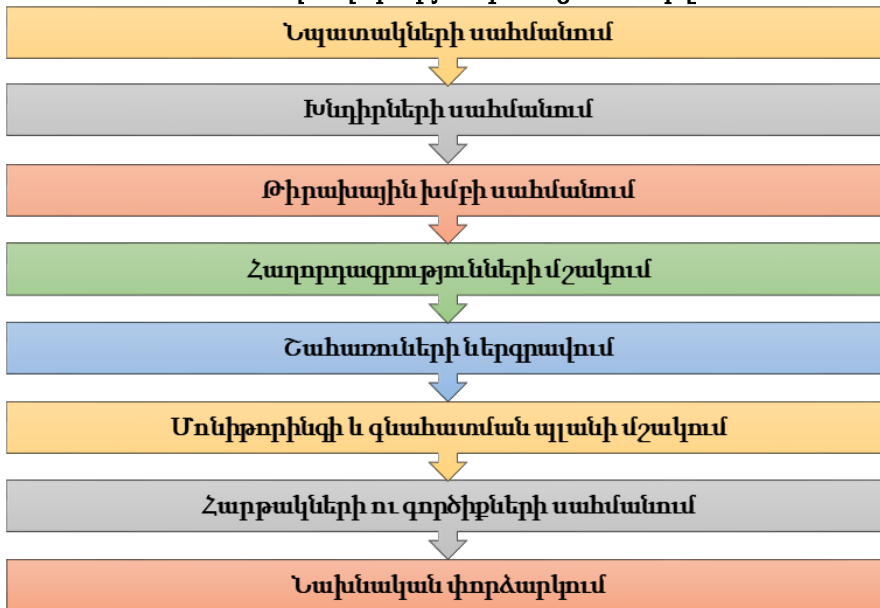 Նպատակների սահմանում
Խնդիրների սահմանում
Թիրախային խմբի սահմանում
Հաղորդագրությունների մշակում
Շահառուների ներգրավում
Մոնիթորինգի և գնահատման պլանի մշակում
Հարթակների ու գործիքների սահմանում
Նախնական փորձարկում